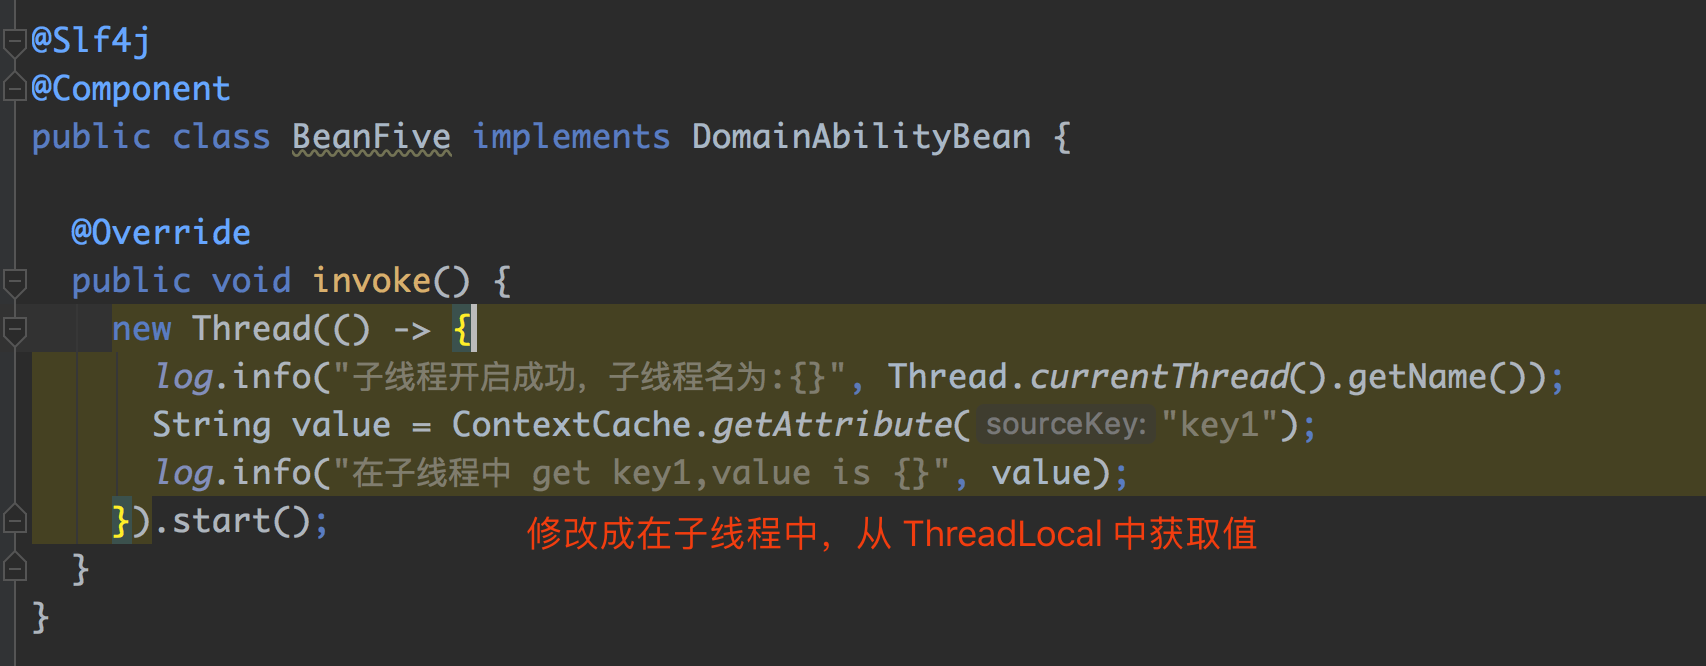 @Slf4j
@Component
public class BeanFive implements DomainAbilityBean {
@Override
public void invoke() {
new Thread(() -> {
log.info("子线程开启成功，子线程名为:{}", Thread.currentThread().getName());
String value = ContextCache.getAttribute( sourceKey: "key1");
log.info("在子线程中 get key1,value is {}", value);
}).start();
修改成在子线程中，从 ThreadLocal 中获取值
}
}